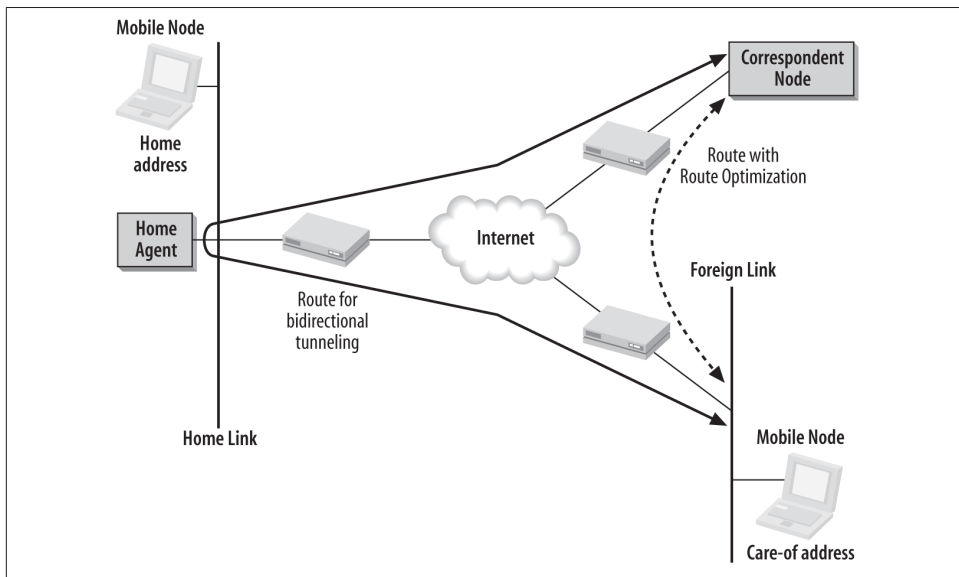 Mobile Node
Home
address
Home
Agent
Route for
bidirectional
tunneling
Home Link
Internet
Correspondent
Node
Route with
Route Optimization
Foreign Link
Mobile Node
Care-of address